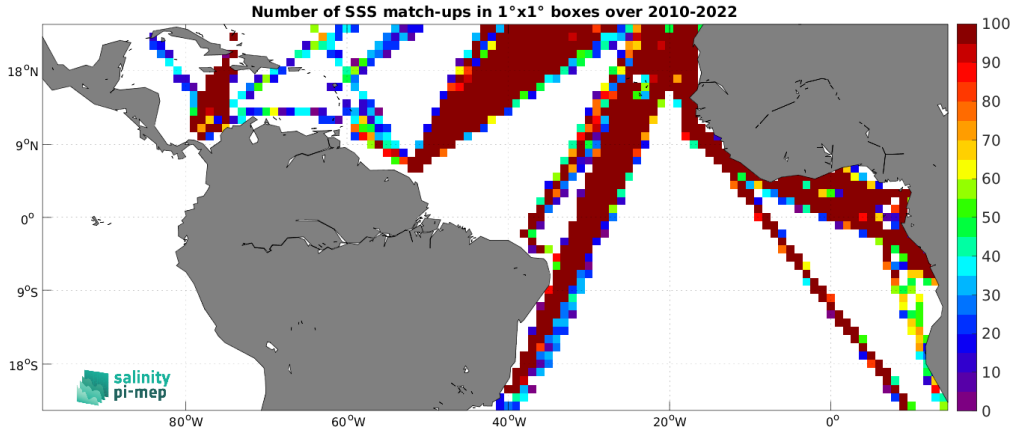 Number of SSS match-ups in 1°x1° boxes over 2010-2022
100
90
80
70
60
50
40
30
20
10
0
18°N
9°N
0°
9°S
18°S
salinity
pi-mep
80°W
60°W
40°W
20°W
0°